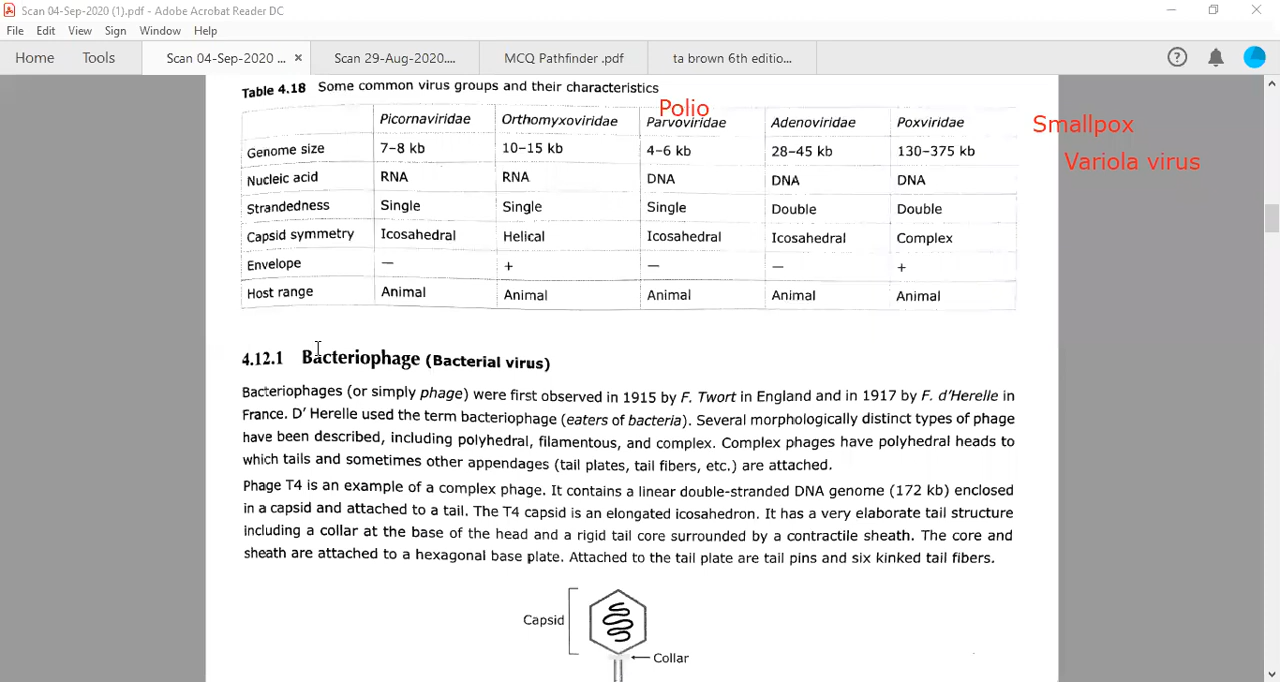 Scan 04-Sep-2020 (1).pdf - Adobe Acrobat Reader DC
File Edit View Sign Window Help
Home Tools Scan 04-Sep-2020 ... × Scan 29-Aug-2020.... MCQ Pathfinder .pdf ta brown 6th editio...
Table 4.18 Some common virus groups and their characteristics
Polio
Picornaviridae Orthomyxoviridae Parvoviridae Adenoviridae Poxviridae Smallpox
Genome size 7–8 kb 10–15 kb 4–6 kb 28–45 kb 130–375 kb Variola virus
Nucleic acid RNA RNA DNA DNA DNA
Strandedness Single Single Single Double Double
Capsid symmetry Icosahedral Helical Icosahedral Icosahedral Complex
Envelope — + — — +
Host range Animal Animal Animal Animal Animal
4.12.1 Bacteriophage (Bacterial virus)
Bacteriophages (or simply phage) were first observed in 1915 by F. Twort in England and in 1917 by F. d'Herelle in
France. D' Herelle used the term bacteriophage (eaters of bacteria). Several morphologically distinct types of phage
have been described, including polyhedral, filamentous, and complex. Complex phages have polyhedral heads to
which tails and sometimes other appendages (tail plates, tail fibers, etc.) are attached.
Phage T4 is an example of a complex phage. It contains a linear double-stranded DNA genome (172 kb) enclosed
in a capsid and attached to a tail. The T4 capsid is an elongated icosahedron. It has a very elaborate tail structure
including a collar at the base of the head and a rigid tail core surrounded by a contractile sheath. The core and
sheath are attached to a hexagonal base plate. Attached to the tail plate are tail pins and six kinked tail fibers.
Capsid
Collar